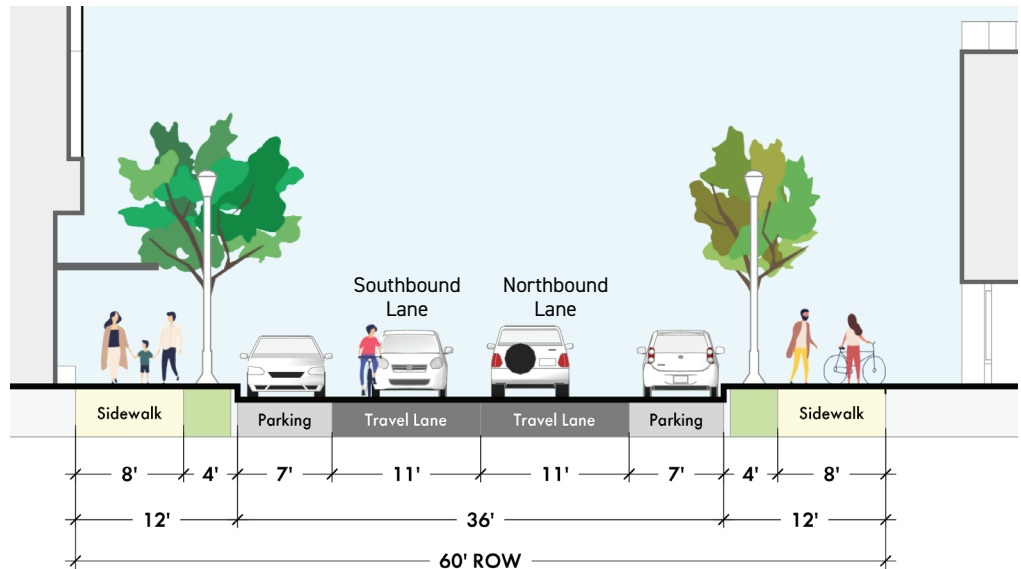 Southbound
Lane
Northbound
Lane
Sidewalk
Parking
Travel Lane
Travel Lane
Parking
Sidewalk
8' 4' 7' 11' 11' 7' 4' 8'
12' 36' 12'
60' ROW